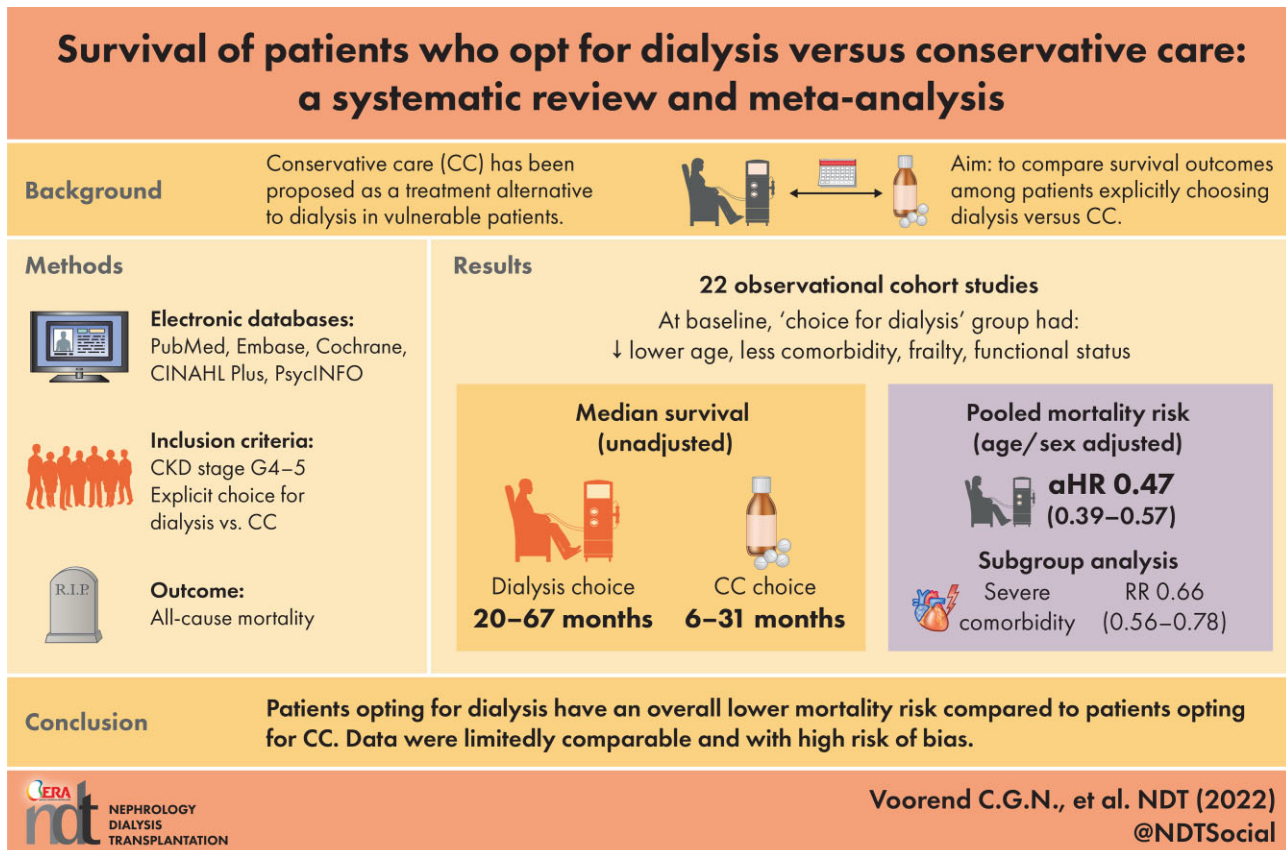 Survival of patients who opt for dialysis versus conservative care:
a systematic review and meta-analysis
Background
Conservative care (CC) has been
proposed as a treatment alternative
to dialysis in vulnerable patients.
Aim: to compare survival outcomes
among patients explicitly choosing
dialysis versus CC.
Methods
Electronic databases:
PubMed, Embase, Cochrane,
CINAHL Plus, PsycINFO
Inclusion criteria:
CKD stage G4–5
Explicit choice for
dialysis vs. CC
R.I.P.
Outcome:
All-cause mortality
Results
22 observational cohort studies
At baseline, ‘choice for dialysis’ group had:
↓ lower age, less comorbidity, frailty, functional status
Median survival
(unadjusted)
Dialysis choice
20–67 months
CC choice
6–31 months
Pooled mortality risk
(age/sex adjusted)
aHR 0.47
(0.39–0.57)
Subgroup analysis
Severe
comorbidity
RR 0.66
(0.56–0.78)
Conclusion
Patients opting for dialysis have an overall lower mortality risk compared to patients opting
for CC. Data were limitedly comparable and with high risk of bias.
ERA
ndt
NEPHROLOGY
DIALYSIS
TRANSPLANTATION
Voorend C.G.N., et al. NDT (2022)
@NDTSocial